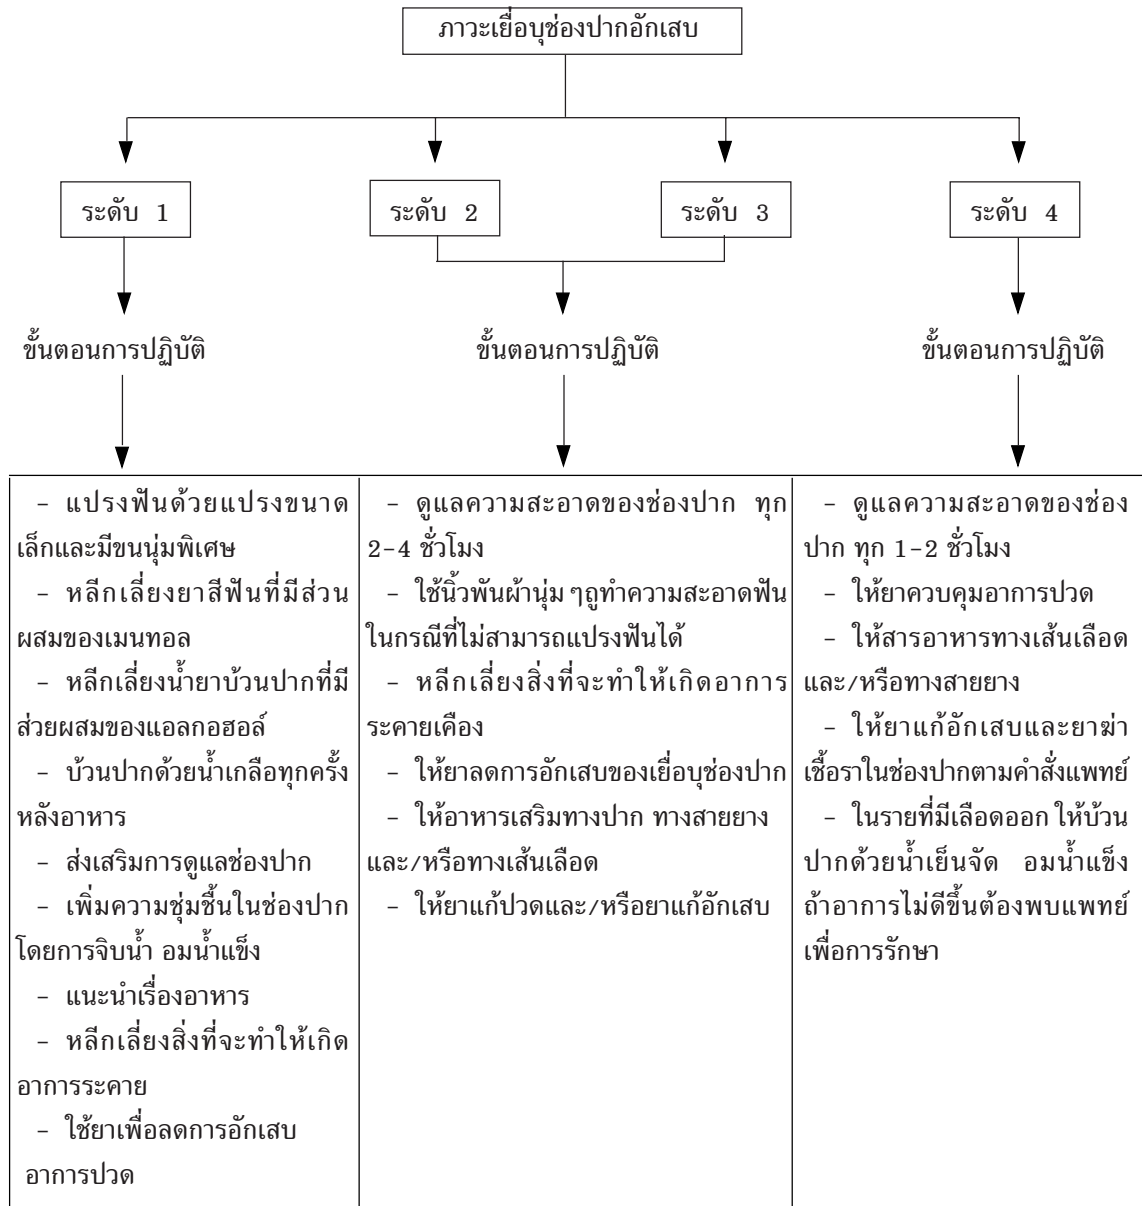 ภาวะเยื่อบุช่องปากอักเสบ
ระดับ 1
ระดับ 2
ระดับ 3
ระดับ 4
ขั้นตอนการปฏิบัติ
ขั้นตอนการปฏิบัติ
ขั้นตอนการปฏิบัติ
- แปรงฟันด้วยแปรงขนาด
เล็กและมีขนนุ่มพิเศษ
- หลีกเลี่ยงยาสีฟันที่มีส่วน
ผสมของเมนทอล
- หลีกเลี่ยงน้ำยาบ้วนปากที่มี
ส่วยผสมของแอลกอฮอล์
- บ้วนปากด้วยน้ำเกลือทุกครั้ง
หลังอาหาร
- ส่งเสริมการดูแลช่องปาก
- เพิ่มความชุ่มชื้นในช่องปาก
โดยการจิบน้ำ อมน้ำแข็ง
- แนะนำเรื่องอาหาร
- หลีกเลี่ยงสิ่งที่จะทำให้เกิด
อาการระคาย
- ใช้ยาเพื่อลดการอักเสบ
อาการปวด
- ดูแลความสะอาดของช่องปาก ทุก
2-4 ชั่วโมง
- ใช้นิ้วพันผ้านุ่ม ๆถูทำความสะอาดฟัน
ในกรณีที่ไม่สามารถแปรงฟันได้
- หลีกเลี่ยงสิ่งที่จะทำให้เกิดอาการ
ระคายเคือง
- ให้ยาลดการอักเสบของเยื่อบุช่องปาก
- ให้อาหารเสริมทางปาก ทางสายยาง
และ/หรือทางเส้นเลือด
- ให้ยาแก้ปวดและ/หรือยาแก้อักเสบ
- ดูแลความสะอาดของช่อง
ปาก ทุก 1-2 ชั่วโมง
- ให้ยาควบคุมอาการปวด
- ให้สารอาหารทางเส้นเลือด
และ/หรือทางสายยาง
- ให้ยาแก้อักเสบและยาฆ่า
เชื้อราในช่องปากตามคำสั่งแพทย์
- ในรายที่มีเลือดออก ให้บ้วน
ปากด้วยน้ำเย็นจัด อมน้ำแข็ง
ถ้าอาการไม่ดีขึ้นต้องพบแพทย์
เพื่อการรักษา